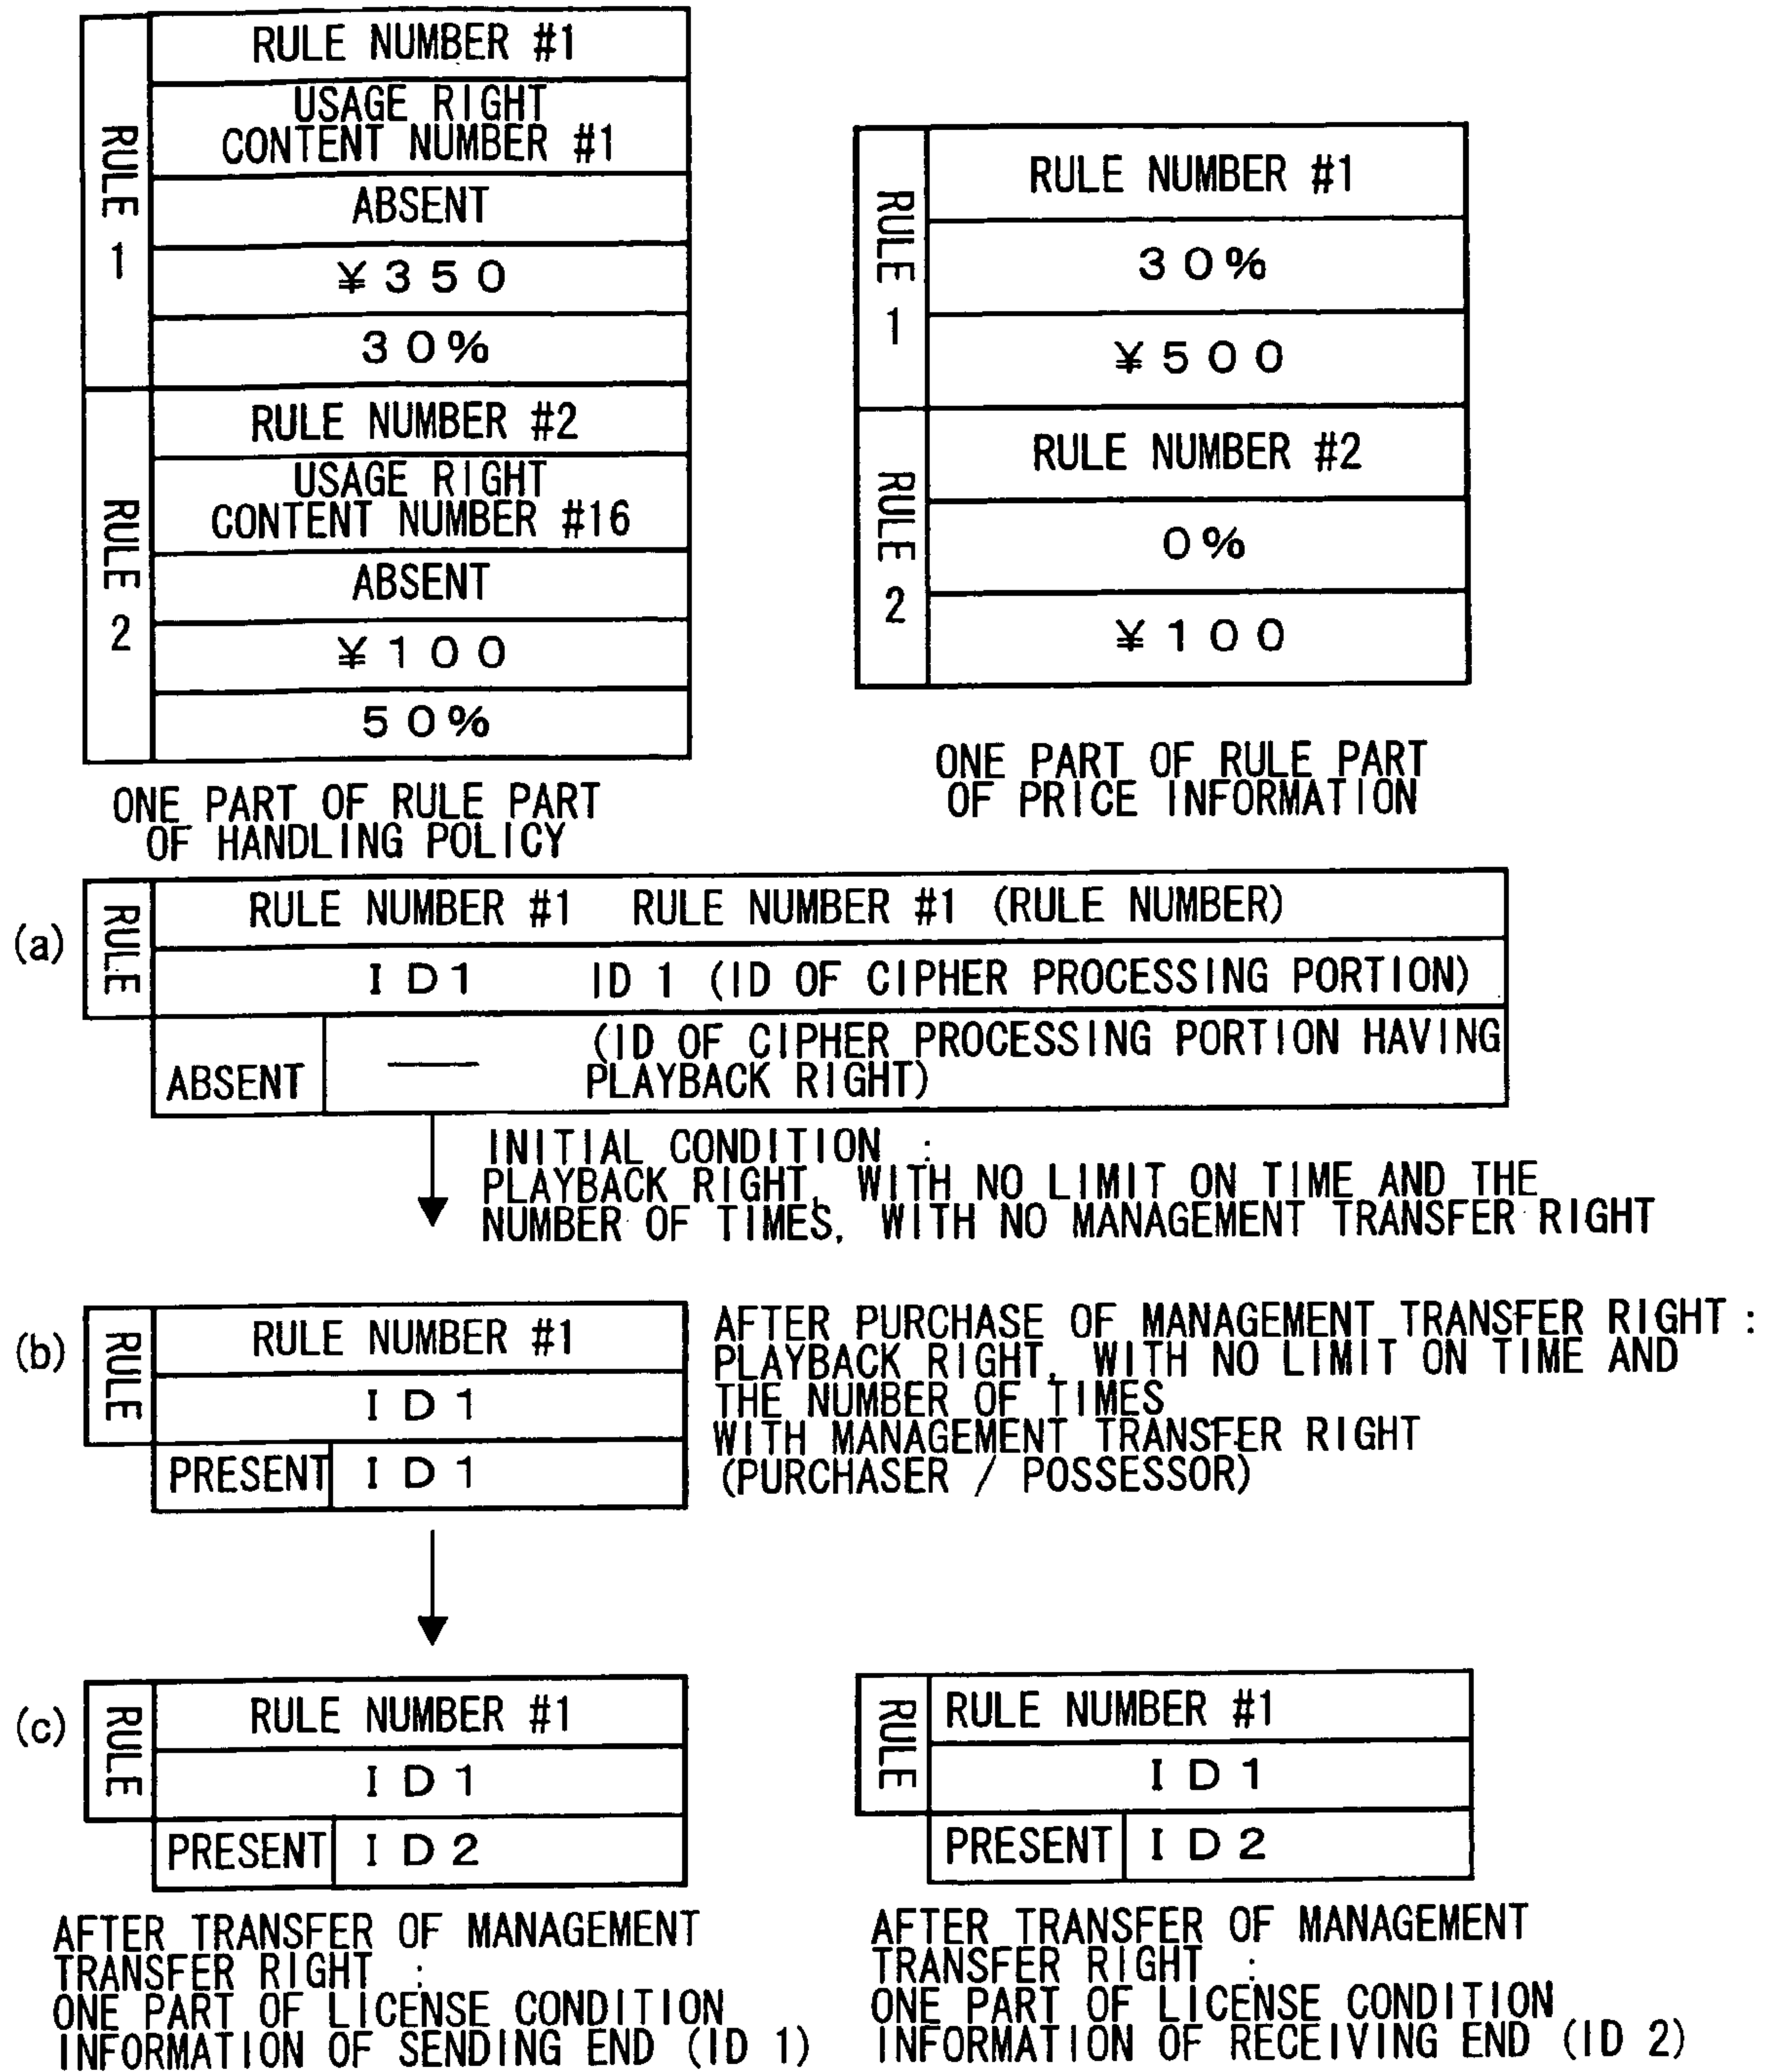 RULE 1
RULE NUMBER #1
USAGE RIGHT
CONTENT NUMBER #1
ABSENT
¥350
30%
RULE 2
RULE NUMBER #2
USAGE RIGHT
CONTENT NUMBER #16
ABSENT
¥100
50%
ONE PART OF RULE PART
OF HANDLING POLICY
RULE 1
RULE NUMBER #1
30%
¥500
RULE 2
RULE NUMBER #2
0%
¥100
ONE PART OF RULE PART
OF PRICE INFORMATION
(a)
RULE
RULE NUMBER #1 RULE NUMBER #1 (RULE NUMBER)
ID1 ID 1 (ID OF CIPHER PROCESSING PORTION)
ABSENT
—
(ID OF CIPHER PROCESSING PORTION HAVING
PLAYBACK RIGHT)
INITIAL CONDITION :
PLAYBACK RIGHT, WITH NO LIMIT ON TIME AND THE
NUMBER OF TIMES, WITH NO MANAGEMENT TRANSFER RIGHT
(b)
RULE
RULE NUMBER #1
ID1
PRESENT ID1
AFTER PURCHASE OF MANAGEMENT TRANSFER RIGHT :
PLAYBACK RIGHT, WITH NO LIMIT ON TIME AND
THE NUMBER OF TIMES
WITH MANAGEMENT TRANSFER RIGHT
(PURCHASER / POSSESSOR)
(c)
RULE
RULE NUMBER #1
ID1
PRESENT ID2
AFTER TRANSFER OF MANAGEMENT
TRANSFER RIGHT :
ONE PART OF LICENSE CONDITION
INFORMATION OF SENDING END (ID 1)
RULE
RULE NUMBER #1
ID1
PRESENT ID2
AFTER TRANSFER OF MANAGEMENT
TRANSFER RIGHT :
ONE PART OF LICENSE CONDITION
INFORMATION OF RECEIVING END (ID 2)